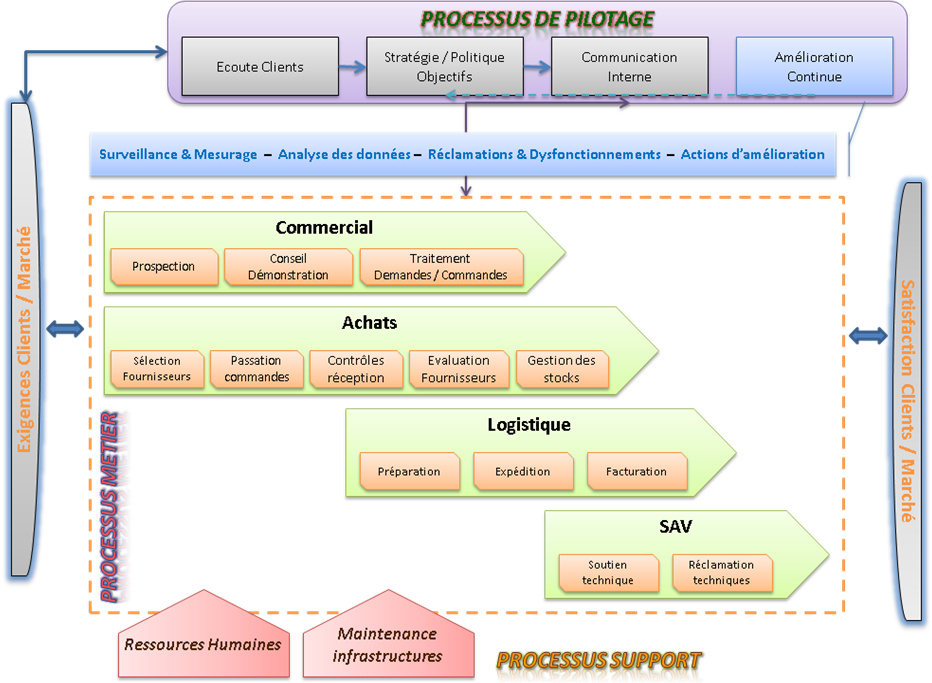 PROCESSUS DE PILOTAGE
Ecoute Clients
Stratégie / Politique
Objectifs
Communication
Interne
Amélioration
Continue
Surveillance & Mesurage – Analyse des données – Réclamations & Dysfonctionnements – Actions d'amélioration
Exigences Clients / Marché
PROCESSUS METIER
Commercial
Prospection
Conseil
Démonstration
Traitement
Demandes / Commandes
Achats
Sélection
Fournisseurs
Passation
commandes
Contrôles
réception
Evaluation
Fournisseurs
Gestion des
stocks
Logistique
Préparation
Expédition
Facturation
SAV
Soutien
technique
Réclamation
techniques
Satisfaction Clients / Marché
Ressources Humaines
Maintenance
infrastructures
PROCESSUS SUPPORT